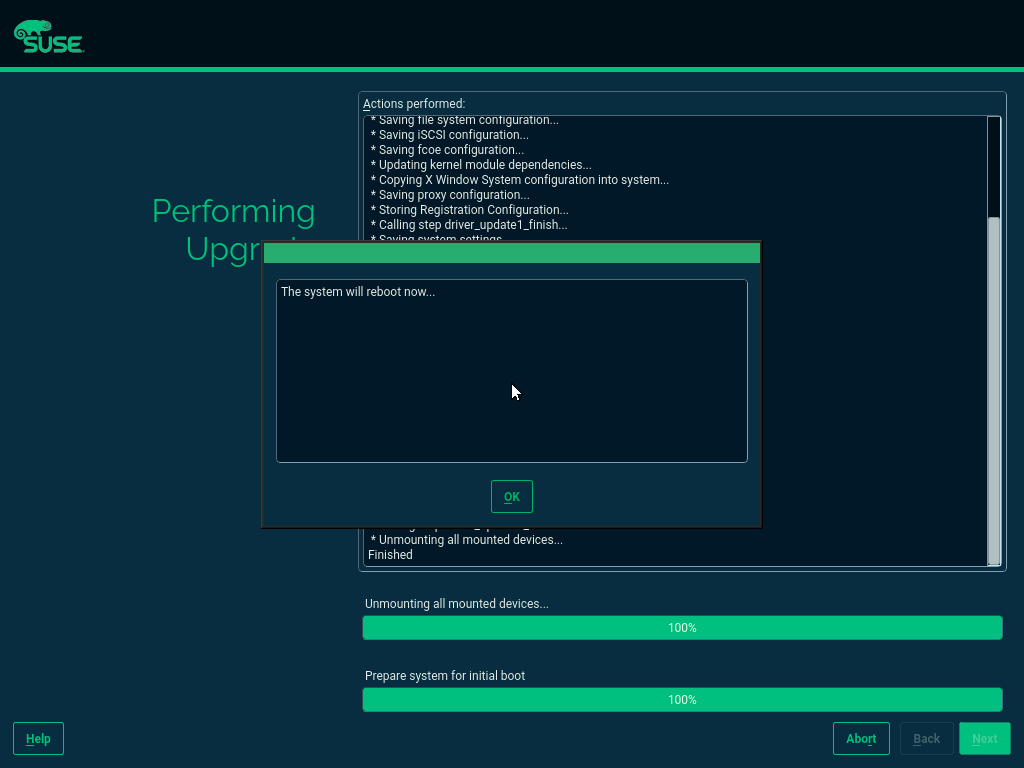 SUSE
Performing
Upgr
Actions performed:
* Saving file system configuration...
* Saving iSCSI configuration...
* Saving fcoe configuration...
* Updating kernel module dependencies...
* Copying X Window System configuration into system...
* Saving proxy configuration...
* Storing Registration Configuration...
* Calling step driver_update1_finish...
* Saving system settings
The system will reboot now...
OK
* Unmounting all mounted devices...
Finished
Unmounting all mounted devices...
100%
Prepare system for initial boot
100%
Help
Abort
Back
Next